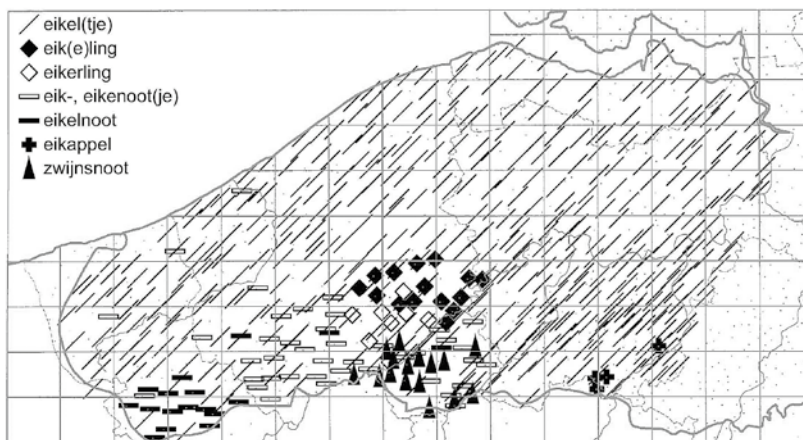 eikel(tje)
eik(e)ling
eikerling
eik-, eikenoot(je)
eikelnoot
eikappel
zwijnsnoot